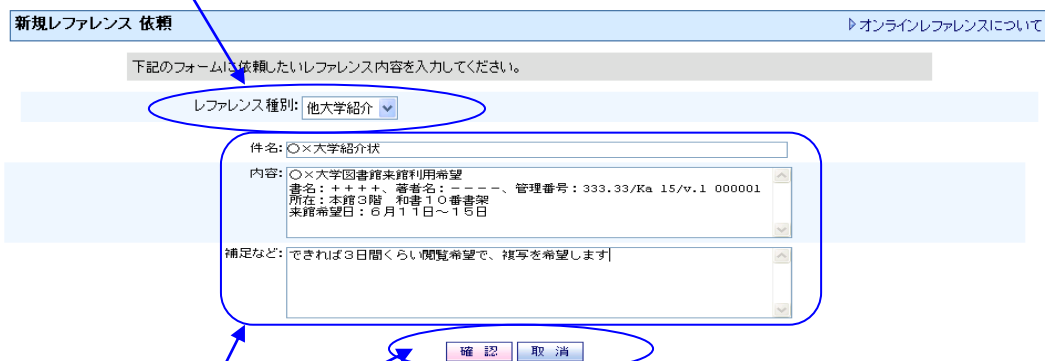 新規レファレンス 依頼
オンラインレファレンスについて
下記のフォームに依頼したいレファレンス内容を入力してください。
レファレンス種別: 他大学紹介
件名: ○×大学紹介状
内容: ○×大学図書館来館利用希望
書名：++++、著者名：----、管理番号：333.33/Ka 15/v.1 000001
所在：本館3階 和書10番書架
来館希望日：6月11日～15日
補足など: できれば3日間くらい閲覧希望で、複写を希望します
確 認 取 消